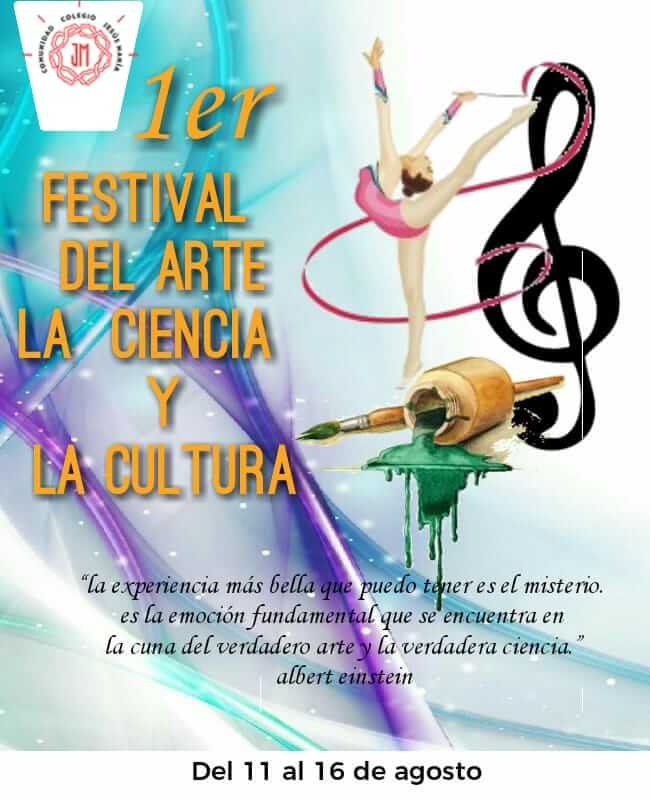 COMUNIDAD COLEGIO JESÚS MARÍA
JM
1er
FESTIVAL
DEL ARTE
LA CIENCIA
Y
LA CULTURA
“la experiencia más bella que puedo tener es el misterio.
es la emoción fundamental que se encuentra en
la cuna del verdadero arte y la verdadera ciencia.”
albert einstein
Del 11 al 16 de agosto